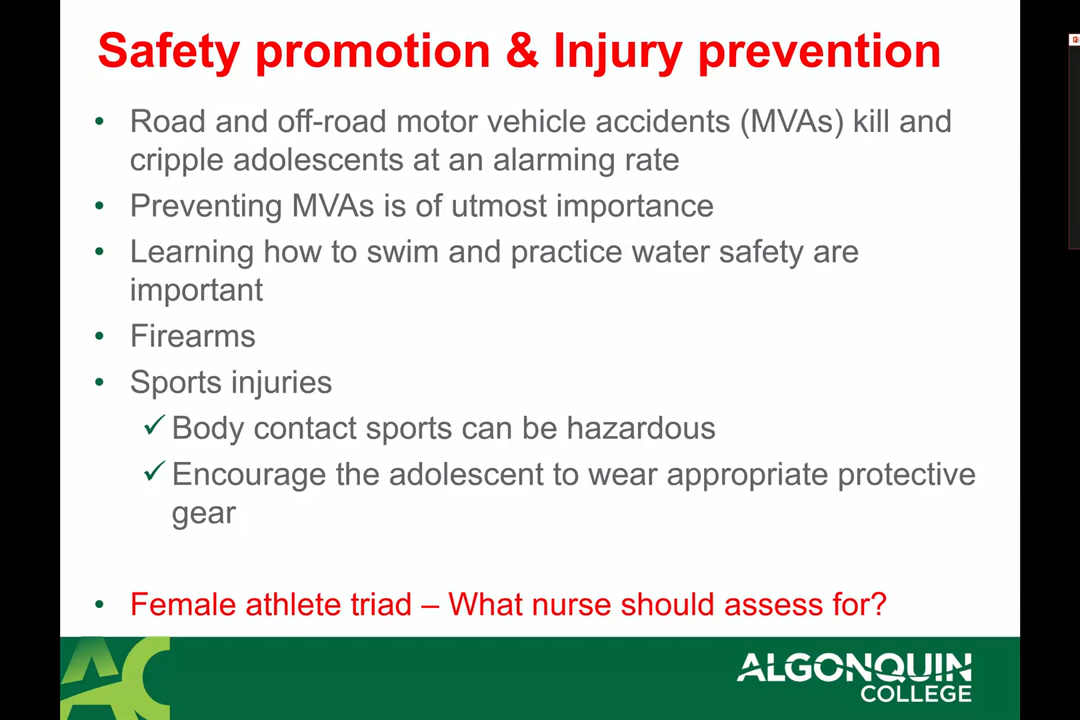 Safety promotion & Injury prevention
• Road and off-road motor vehicle accidents (MVAs) kill and
cripple adolescents at an alarming rate
• Preventing MVAs is of utmost importance
• Learning how to swim and practice water safety are
important
• Firearms
• Sports injuries
✓ Body contact sports can be hazardous
✓ Encourage the adolescent to wear appropriate protective
gear
• Female athlete triad – What nurse should assess for?
AC
ALGONQUIN
COLLEGE